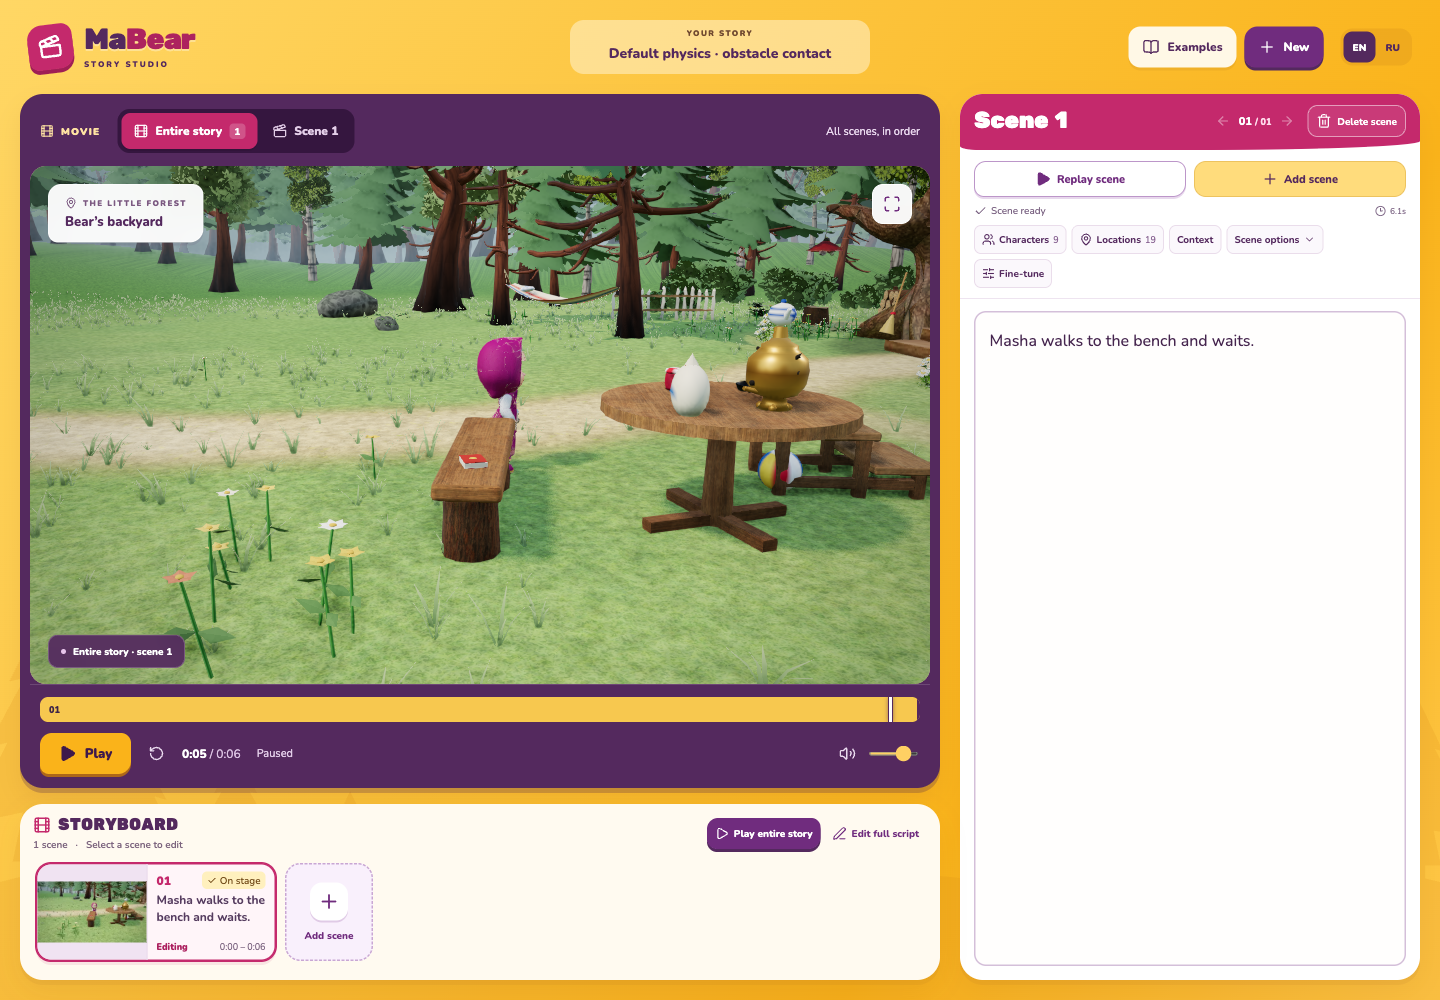 MaBear
STORY STUDIO
YOUR STORY
Default physics · obstacle contact
Examples
New
EN
RU
MOVIE
Entire story 1
Scene 1
All scenes, in order
THE LITTLE FOREST
Bear's backyard
Entire story · scene 1
01
Play
0:05 / 0:06
Paused
STORYBOARD
1 scene · Select a scene to edit
Play entire story
Edit full script
01
On stage
Masha walks to the
bench and waits.
Editing
0:00 – 0:06
Add scene
Scene 1
01 / 01
Delete scene
Replay scene
Add scene
Scene ready
6.1s
Characters 9
Locations 19
Context
Scene options
Fine-tune
Masha walks to the bench and waits.